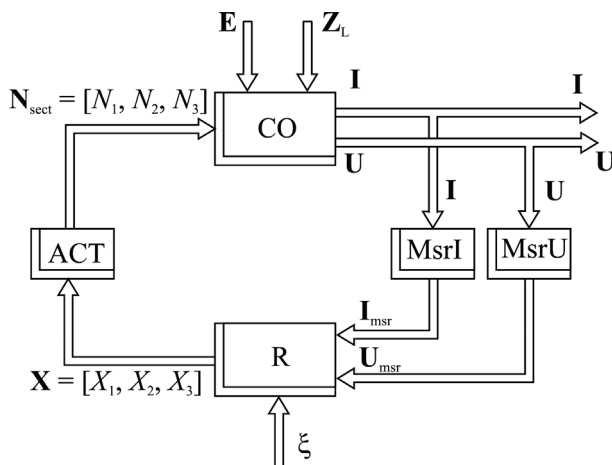 E
Z_L
I
I
N_sect = [N_1, N_2, N_3]
CO
U
U
I
U
ACT
MsrI
MsrU
I_msr
R
U_msr
X = [X_1, X_2, X_3]
ξ